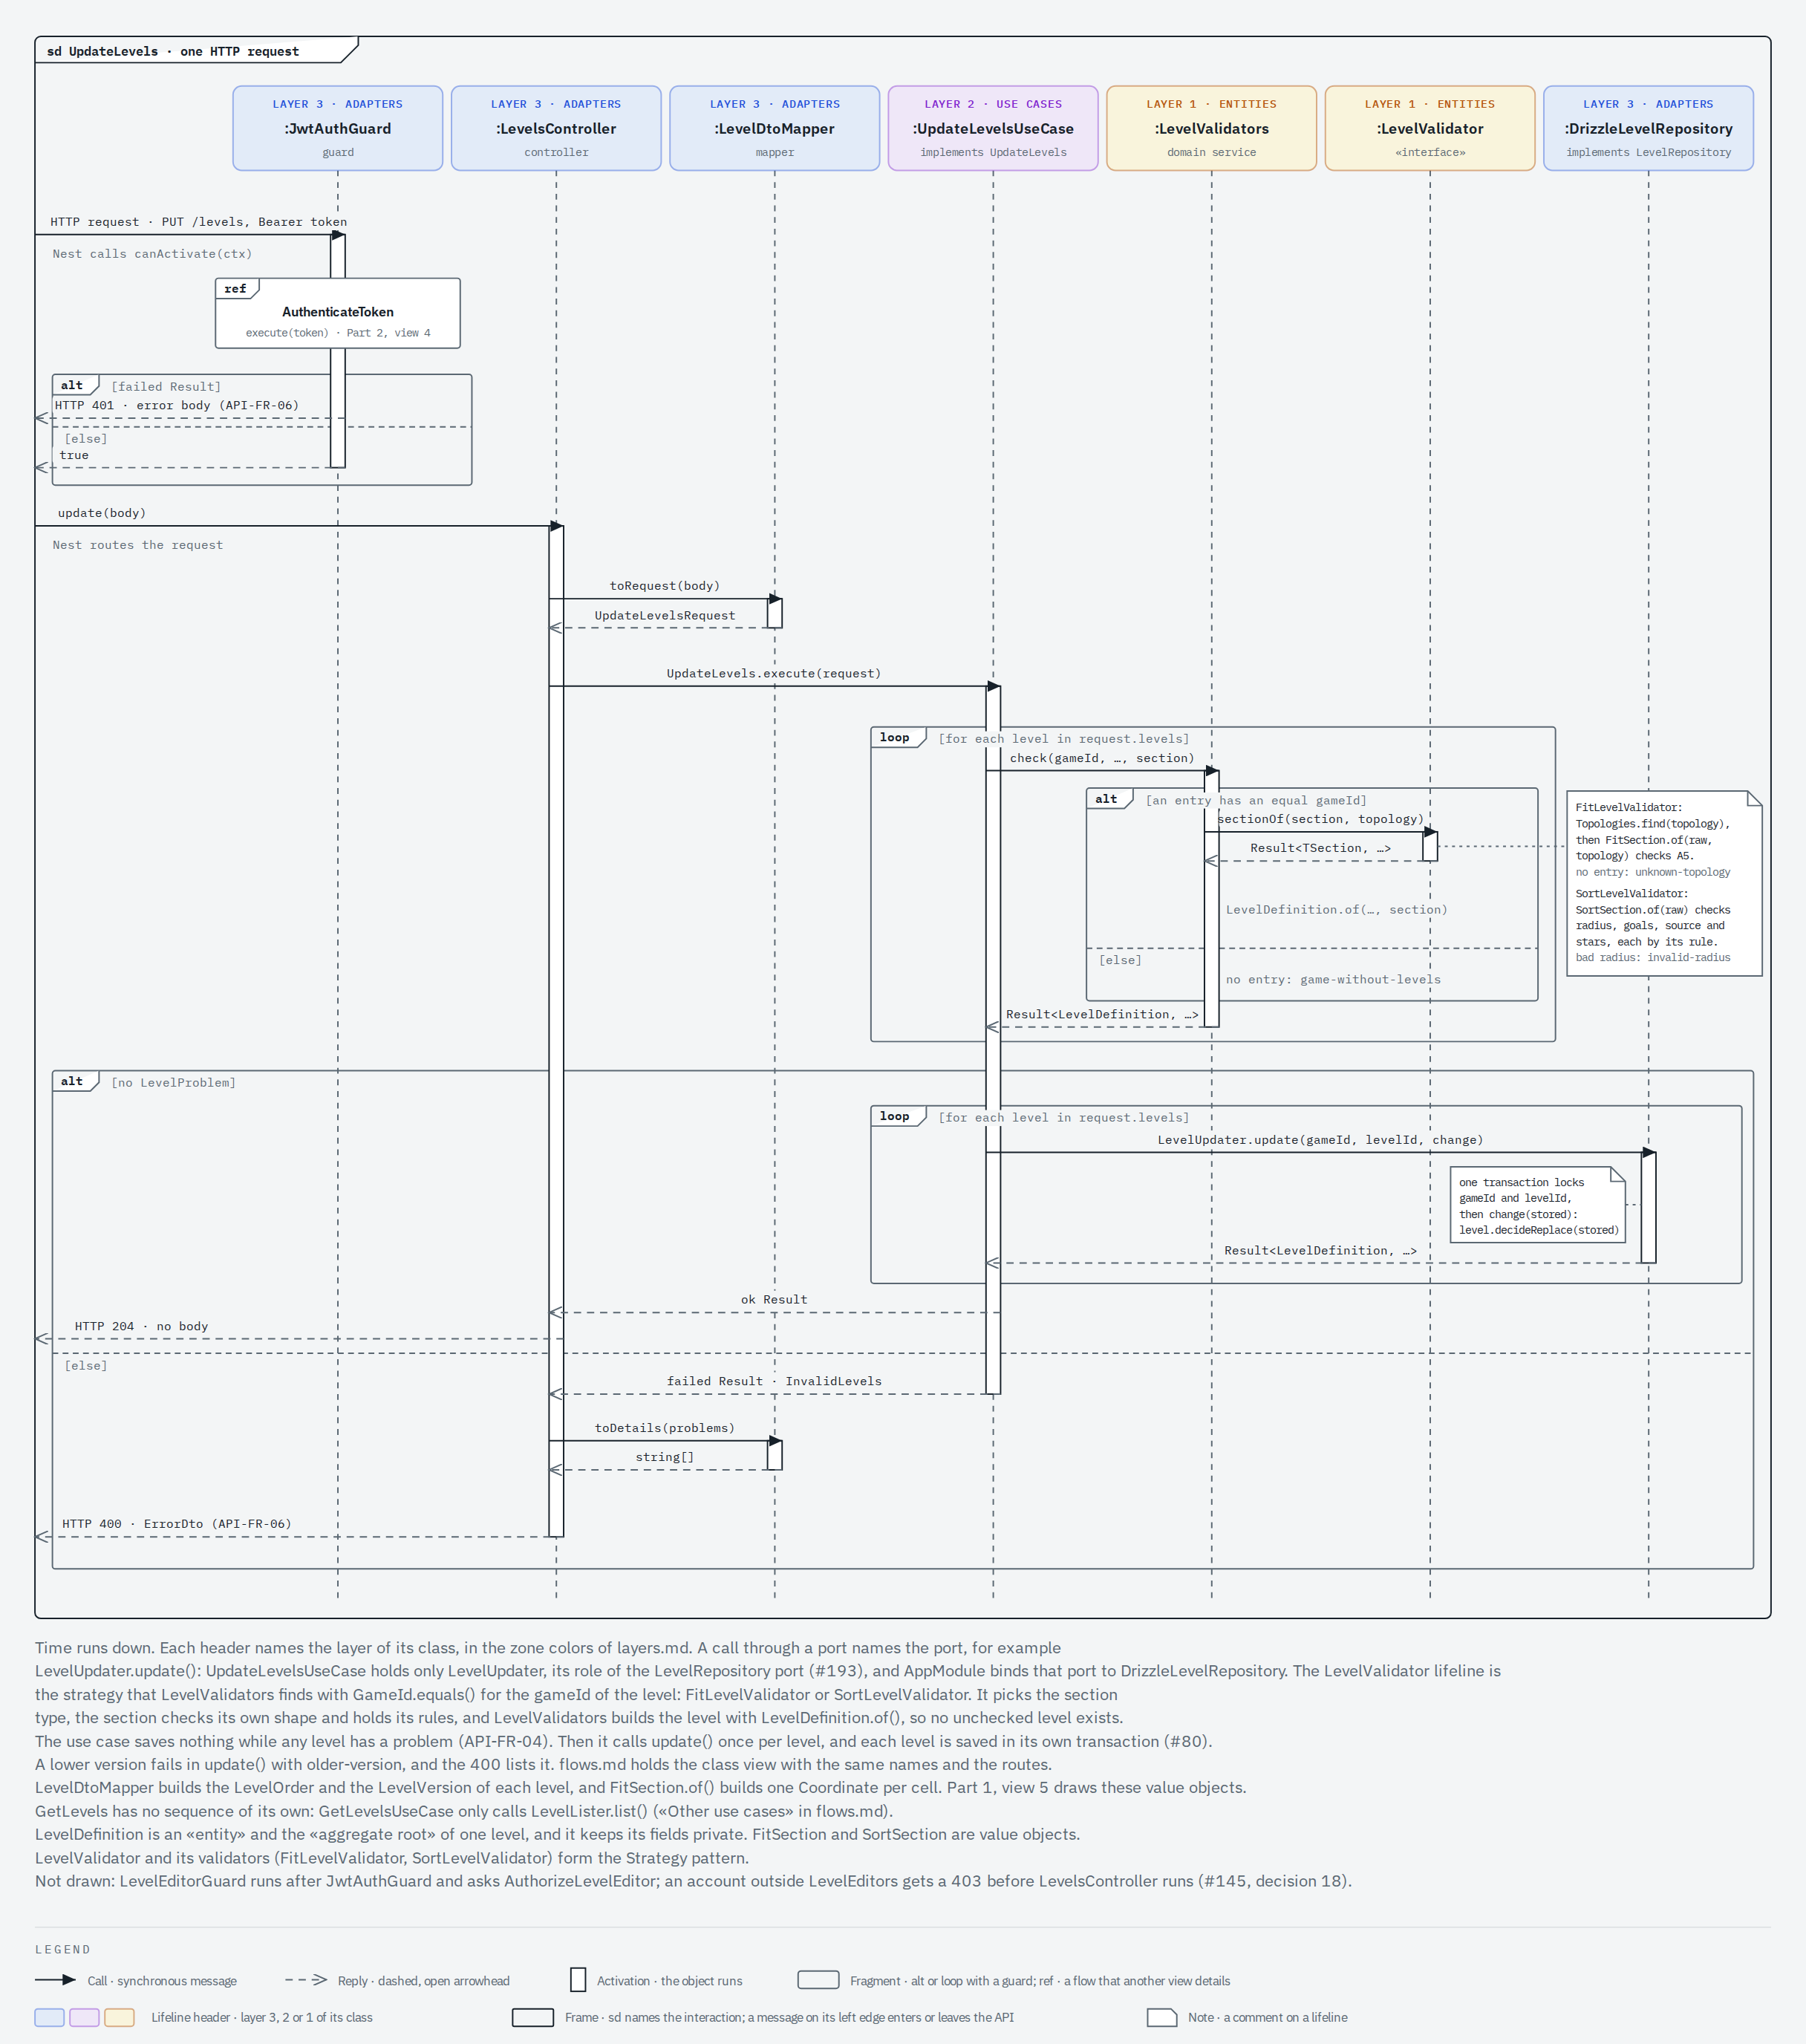 sd UpdateLevels · one HTTP request
LAYER 3 · ADAPTERS
:JwtAuthGuard
guard
LAYER 3 · ADAPTERS
:LevelsController
controller
LAYER 3 · ADAPTERS
:LevelDtoMapper
mapper
LAYER 2 · USE CASES
:UpdateLevelsUseCase
implements UpdateLevels
LAYER 1 · ENTITIES
:LevelValidators
domain service
LAYER 1 · ENTITIES
:LevelValidator
«interface»
LAYER 3 · ADAPTERS
:DrizzleLevelRepository
implements LevelRepository
HTTP request · PUT /levels, Bearer token
Nest calls canActivate(ctx)
ref
AuthenticateToken
execute(token) · Part 2, view 4
alt [failed Result]
HTTP 401 · error body (API-FR-06)
[else]
true
update(body)
Nest routes the request
toRequest(body)
UpdateLevelsRequest
UpdateLevels.execute(request)
loop [for each level in request.levels]
check(gameId, …, section)
alt [an entry has an equal gameId]
sectionOf(section, topology)
Result<TSection, …>
LevelDefinition.of(…, section)
[else]
no entry: game-without-levels
Result<LevelDefinition, …>
FitLevelValidator:
Topologies.find(topology),
then FitSection.of(raw,
topology) checks A5.
no entry: unknown-topology
SortLevelValidator:
SortSection.of(raw) checks
radius, goals, source and
stars, each by its rule.
bad radius: invalid-radius
alt [no LevelProblem]
loop [for each level in request.levels]
LevelUpdater.update(gameId, levelId, change)
one transaction locks
gameId and levelId,
then change(stored):
level.decideReplace(stored)
Result<LevelDefinition, …>
ok Result
HTTP 204 · no body
[else]
failed Result · InvalidLevels
toDetails(problems)
string[]
HTTP 400 · ErrorDto (API-FR-06)
Time runs down. Each header names the layer of its class, in the zone colors of layers.md. A call through a port names the port, for example
LevelUpdater.update(): UpdateLevelsUseCase holds only LevelUpdater, its role of the LevelRepository port (#193), and AppModule binds that port to DrizzleLevelRepository. The LevelValidator lifeline is
the strategy that LevelValidators finds with GameId.equals() for the gameId of the level: FitLevelValidator or SortLevelValidator. It picks the section
type, the section checks its own shape and holds its rules, and LevelValidators builds the level with LevelDefinition.of(), so no unchecked level exists.
The use case saves nothing while any level has a problem (API-FR-04). Then it calls update() once per level, and each level is saved in its own transaction (#80).
A lower version fails in update() with older-version, and the 400 lists it. flows.md holds the class view with the same names and the routes.
LevelDtoMapper builds the LevelOrder and the LevelVersion of each level, and FitSection.of() builds one Coordinate per cell. Part 1, view 5 draws these value objects.
GetLevels has no sequence of its own: GetLevelsUseCase only calls LevelLister.list() («Other use cases» in flows.md).
LevelDefinition is an «entity» and the «aggregate root» of one level, and it keeps its fields private. FitSection and SortSection are value objects.
LevelValidator and its validators (FitLevelValidator, SortLevelValidator) form the Strategy pattern.
Not drawn: LevelEditorGuard runs after JwtAuthGuard and asks AuthorizeLevelEditor; an account outside LevelEditors gets a 403 before LevelsController runs (#145, decision 18).
LEGEND
Call · synchronous message
Reply · dashed, open arrowhead
Activation · the object runs
Fragment · alt or loop with a guard; ref · a flow that another view details
Lifeline header · layer 3, 2 or 1 of its class
Frame · sd names the interaction; a message on its left edge enters or leaves the API
Note · a comment on a lifeline